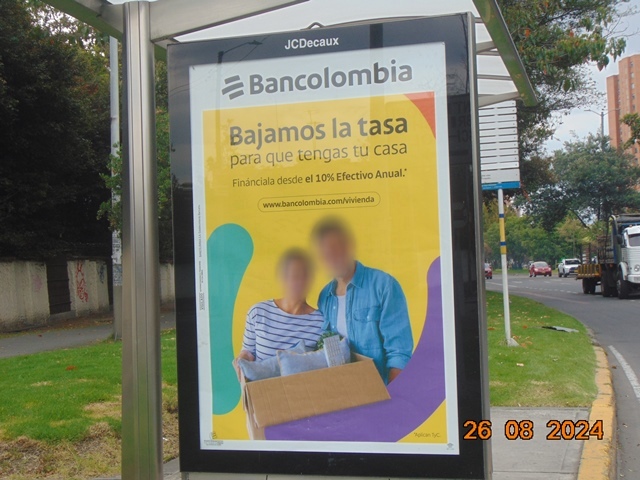 JCDecaux
Bancolombia
Bajamos la tasa
para que tengas tu casa
Finánciala desde el 10% Efectivo Anual.*
www.bancolombia.com/vivienda
*Aplican T&C.
26 08 2024